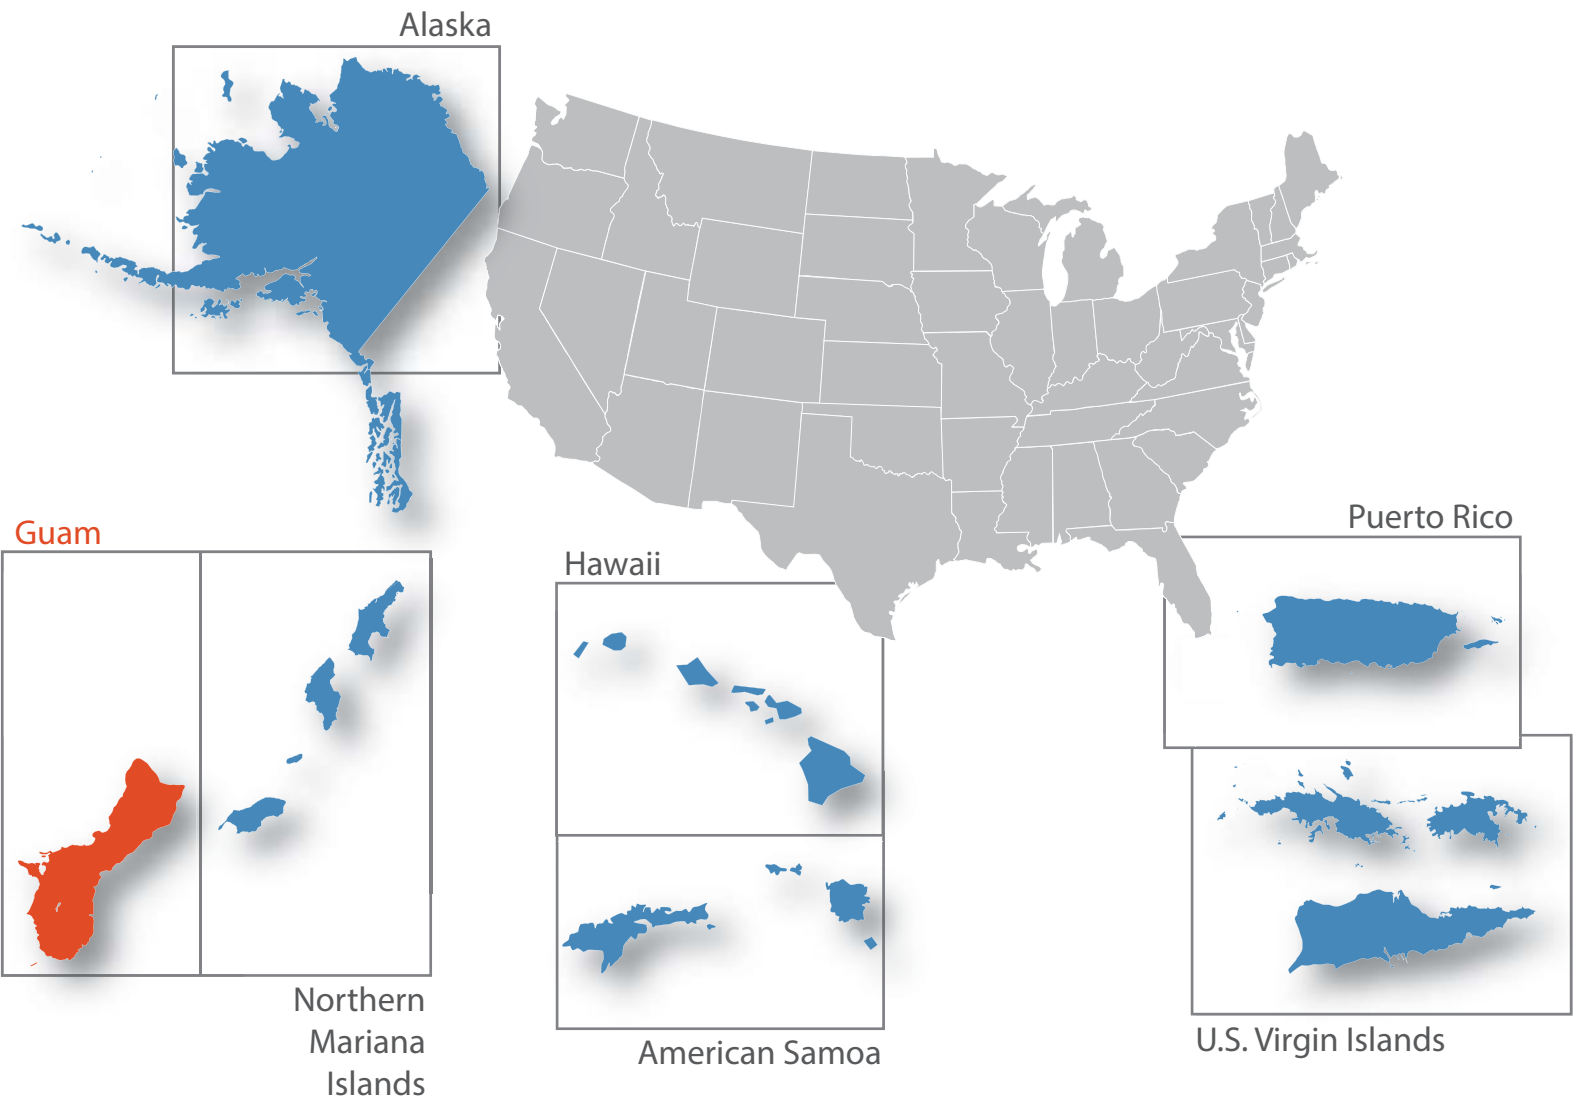 Alaska
Guam
Puerto Rico
Hawaii
Northern
Mariana
Islands
American Samoa
U.S. Virgin Islands